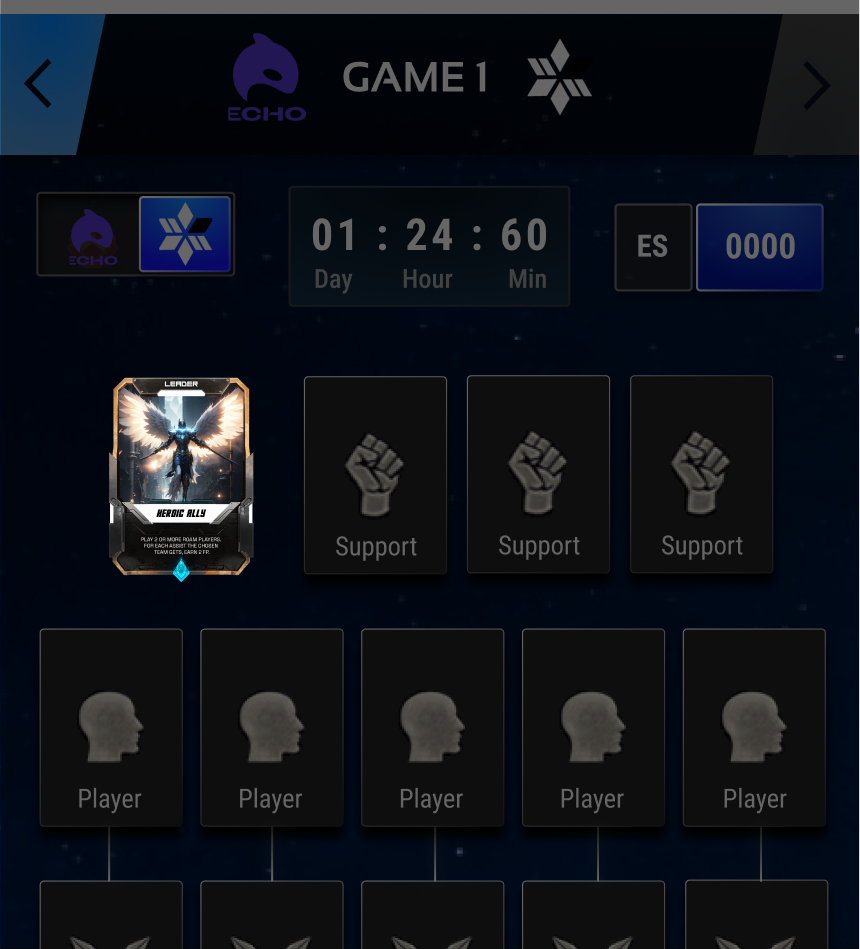 ECHO
GAME 1
ECHO
01 : 24 : 60
Day Hour Min
ES
0000
LEADER
HEROIC ALLY
PLAY 2 OR MORE ROAM PLAYERS.
FOR EACH ASSIST THE CHOSEN
TEAM GETS, EARN 2 FP.
Support
Support
Support
Player
Player
Player
Player
Player